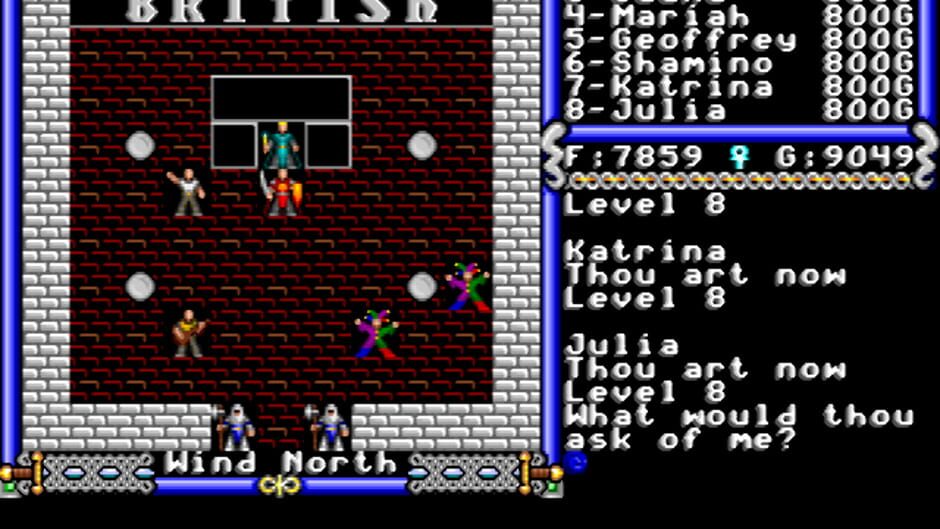 BRITISH
4-Mariah 800G
5-Geoffrey 800G
6-Shamino 800G
7-Katrina 800G
8-Julia 800G
F:7859 G:9049
Level 8
Katrina
Thou art now
Level 8
Julia
Thou art now
Level 8
What would thou
ask of me?
Wind North